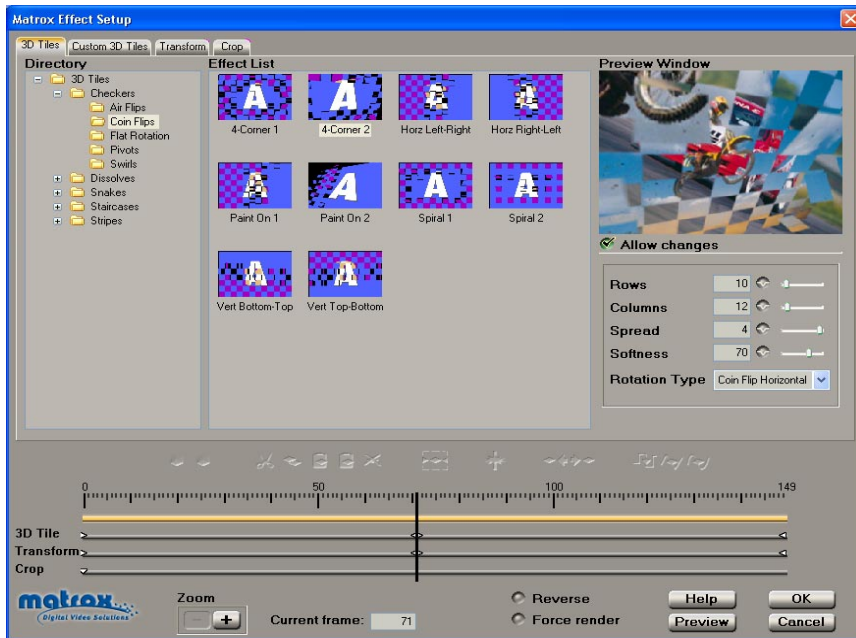 Matrox Effect Setup
3D Tiles Custom 3D Tiles Transform Crop
Directory
3D Tiles
Checkers
Air Flips
Coin Flips
Flat Rotation
Pivots
Swirls
Dissolves
Snakes
Staircases
Stripes
Effect List
4-Corner 1 4-Corner 2 Horz Left-Right Horz Right-Left
Paint On 1 Paint On 2 Spiral 1 Spiral 2
Vert Bottom-Top Vert Top-Bottom
Preview Window
Allow changes
Rows 10
Columns 12
Spread 4
Softness 70
Rotation Type Coin Flip Horizontal
0 50 100 149
3D Tile
Transform
Crop
matrox
Digital Video Solutions
Zoom
Current frame: 71
Reverse
Force render
Help OK
Preview Cancel